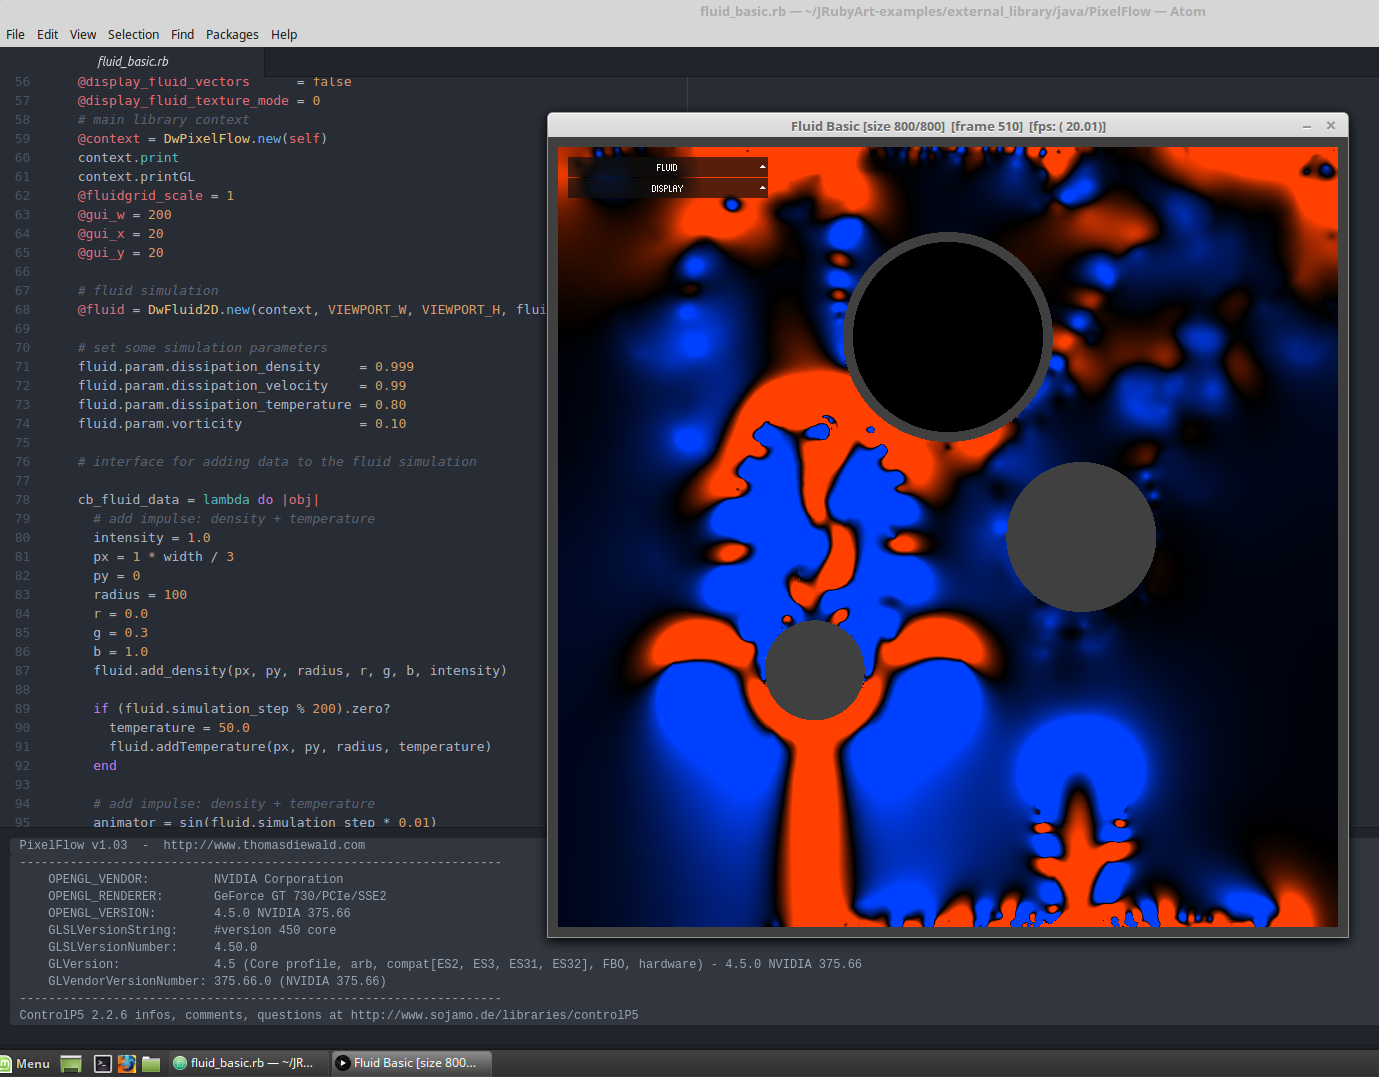 fluid_basic.rb — ~/JRubyArt-examples/external_library/java/PixelFlow — Atom
File Edit View Selection Find Packages Help
fluid_basic.rb
56 @display_fluid_vectors = false
57 @display_fluid_texture_mode = 0
58 # main library context
59 @context = DwPixelFlow.new(self)
60 context.print
61 context.printGL
62 @fluidgrid_scale = 1
63 @gui_w = 200
64 @gui_x = 20
65 @gui_y = 20
66
67 # fluid simulation
68 @fluid = DwFluid2D.new(context, VIEWPORT_W, VIEWPORT_H, flui
69
70 # set some simulation parameters
71 fluid.param.dissipation_density = 0.999
72 fluid.param.dissipation_velocity = 0.99
73 fluid.param.dissipation_temperature = 0.80
74 fluid.param.vorticity = 0.10
75
76 # interface for adding data to the fluid simulation
77
78 cb_fluid_data = lambda do |obj|
79 # add impulse: density + temperature
80 intensity = 1.0
81 px = 1 * width / 3
82 py = 0
83 radius = 100
84 r = 0.0
85 g = 0.3
86 b = 1.0
87 fluid.add_density(px, py, radius, r, g, b, intensity)
88
89 if (fluid.simulation_step % 200).zero?
90 temperature = 50.0
91 fluid.addTemperature(px, py, radius, temperature)
92 end
93
94 # add impulse: density + temperature
95 animator = sin(fluid.simulation_step * 0.01)
Fluid Basic [size 800/800] [frame 510] [fps: ( 20.01)]
FLUID
DISPLAY
PixelFlow v1.03 - http://www.thomasdiewald.com
-------------------------------------------------------------------
OPENGL_VENDOR: NVIDIA Corporation
OPENGL_RENDERER: GeForce GT 730/PCIe/SSE2
OPENGL_VERSION: 4.5.0 NVIDIA 375.66
GLSLVersionString: #version 450 core
GLSLVersionNumber: 4.50.0
GLVersion: 4.5 (Core profile, arb, compat[ES2, ES3, ES31, ES32], FBO, hardware) - 4.5.0 NVIDIA 375.66
GLVendorVersionNumber: 375.66.0 (NVIDIA 375.66)
-------------------------------------------------------------------
ControlP5 2.2.6 infos, comments, questions at http://www.sojamo.de/libraries/controlP5
Menu fluid_basic.rb — ~/JR... Fluid Basic [size 800...